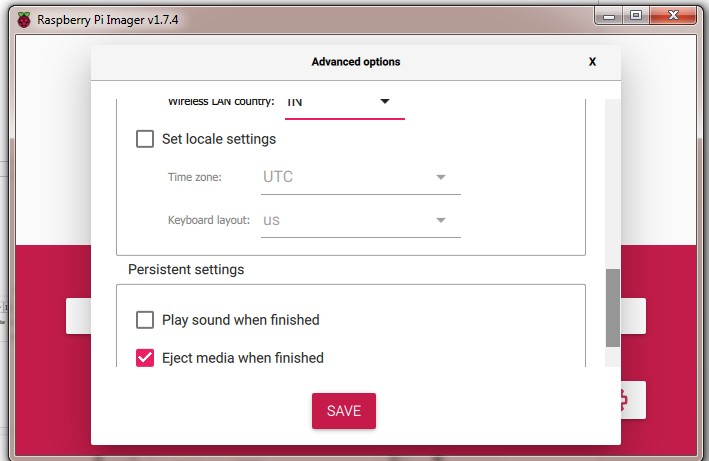 Raspberry Pi Imager v1.7.4
Advanced options
X
Wireless LAN country: IN
Set locale settings
Time zone: UTC
Keyboard layout: us
Persistent settings
Play sound when finished
Eject media when finished
SAVE